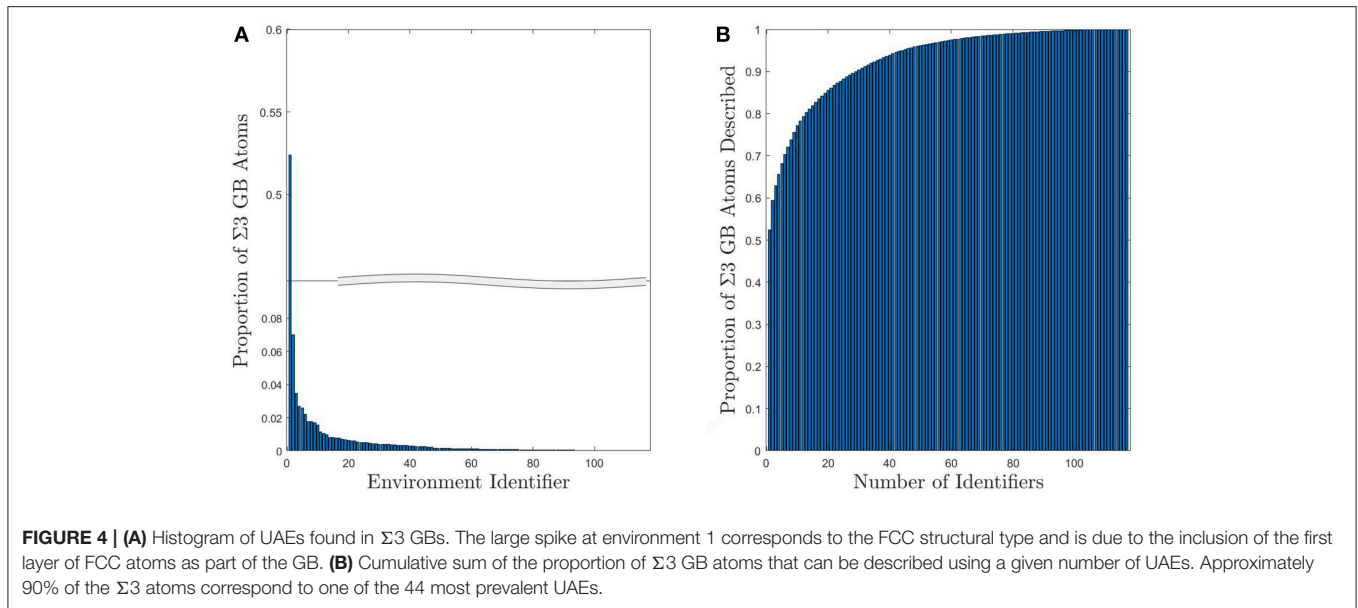 A
0.6
0.55
0.5
0.08
0.06
0.04
0.02
0
0 20 40 60 80 100
Proportion of Σ3 GB Atoms
Environment Identifier
B
1
0.9
0.8
0.7
0.6
0.5
0.4
0.3
0.2
0.1
0
0 20 40 60 80 100
Proportion of Σ3 GB Atoms Described
Number of Identifiers
FIGURE 4 | (A) Histogram of UAEs found in Σ3 GBs. The large spike at environment 1 corresponds to the FCC structural type and is due to the inclusion of the first
layer of FCC atoms as part of the GB. (B) Cumulative sum of the proportion of Σ3 GB atoms that can be described using a given number of UAEs. Approximately
90% of the Σ3 atoms correspond to one of the 44 most prevalent UAEs.